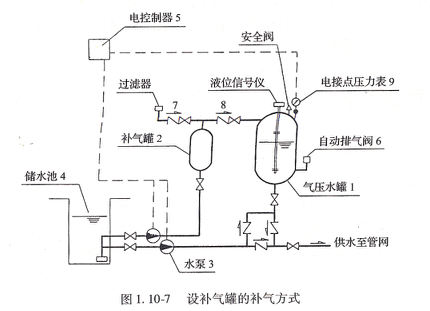 电控制器 5
安全阀
过滤器
液位信号仪
电接点压力表 9
7
8
补气罐 2
自动排气阀 6
储水池 4
气压水罐 1
供水至管网
水泵 3
图 1.10-7 设补气罐的补气方式